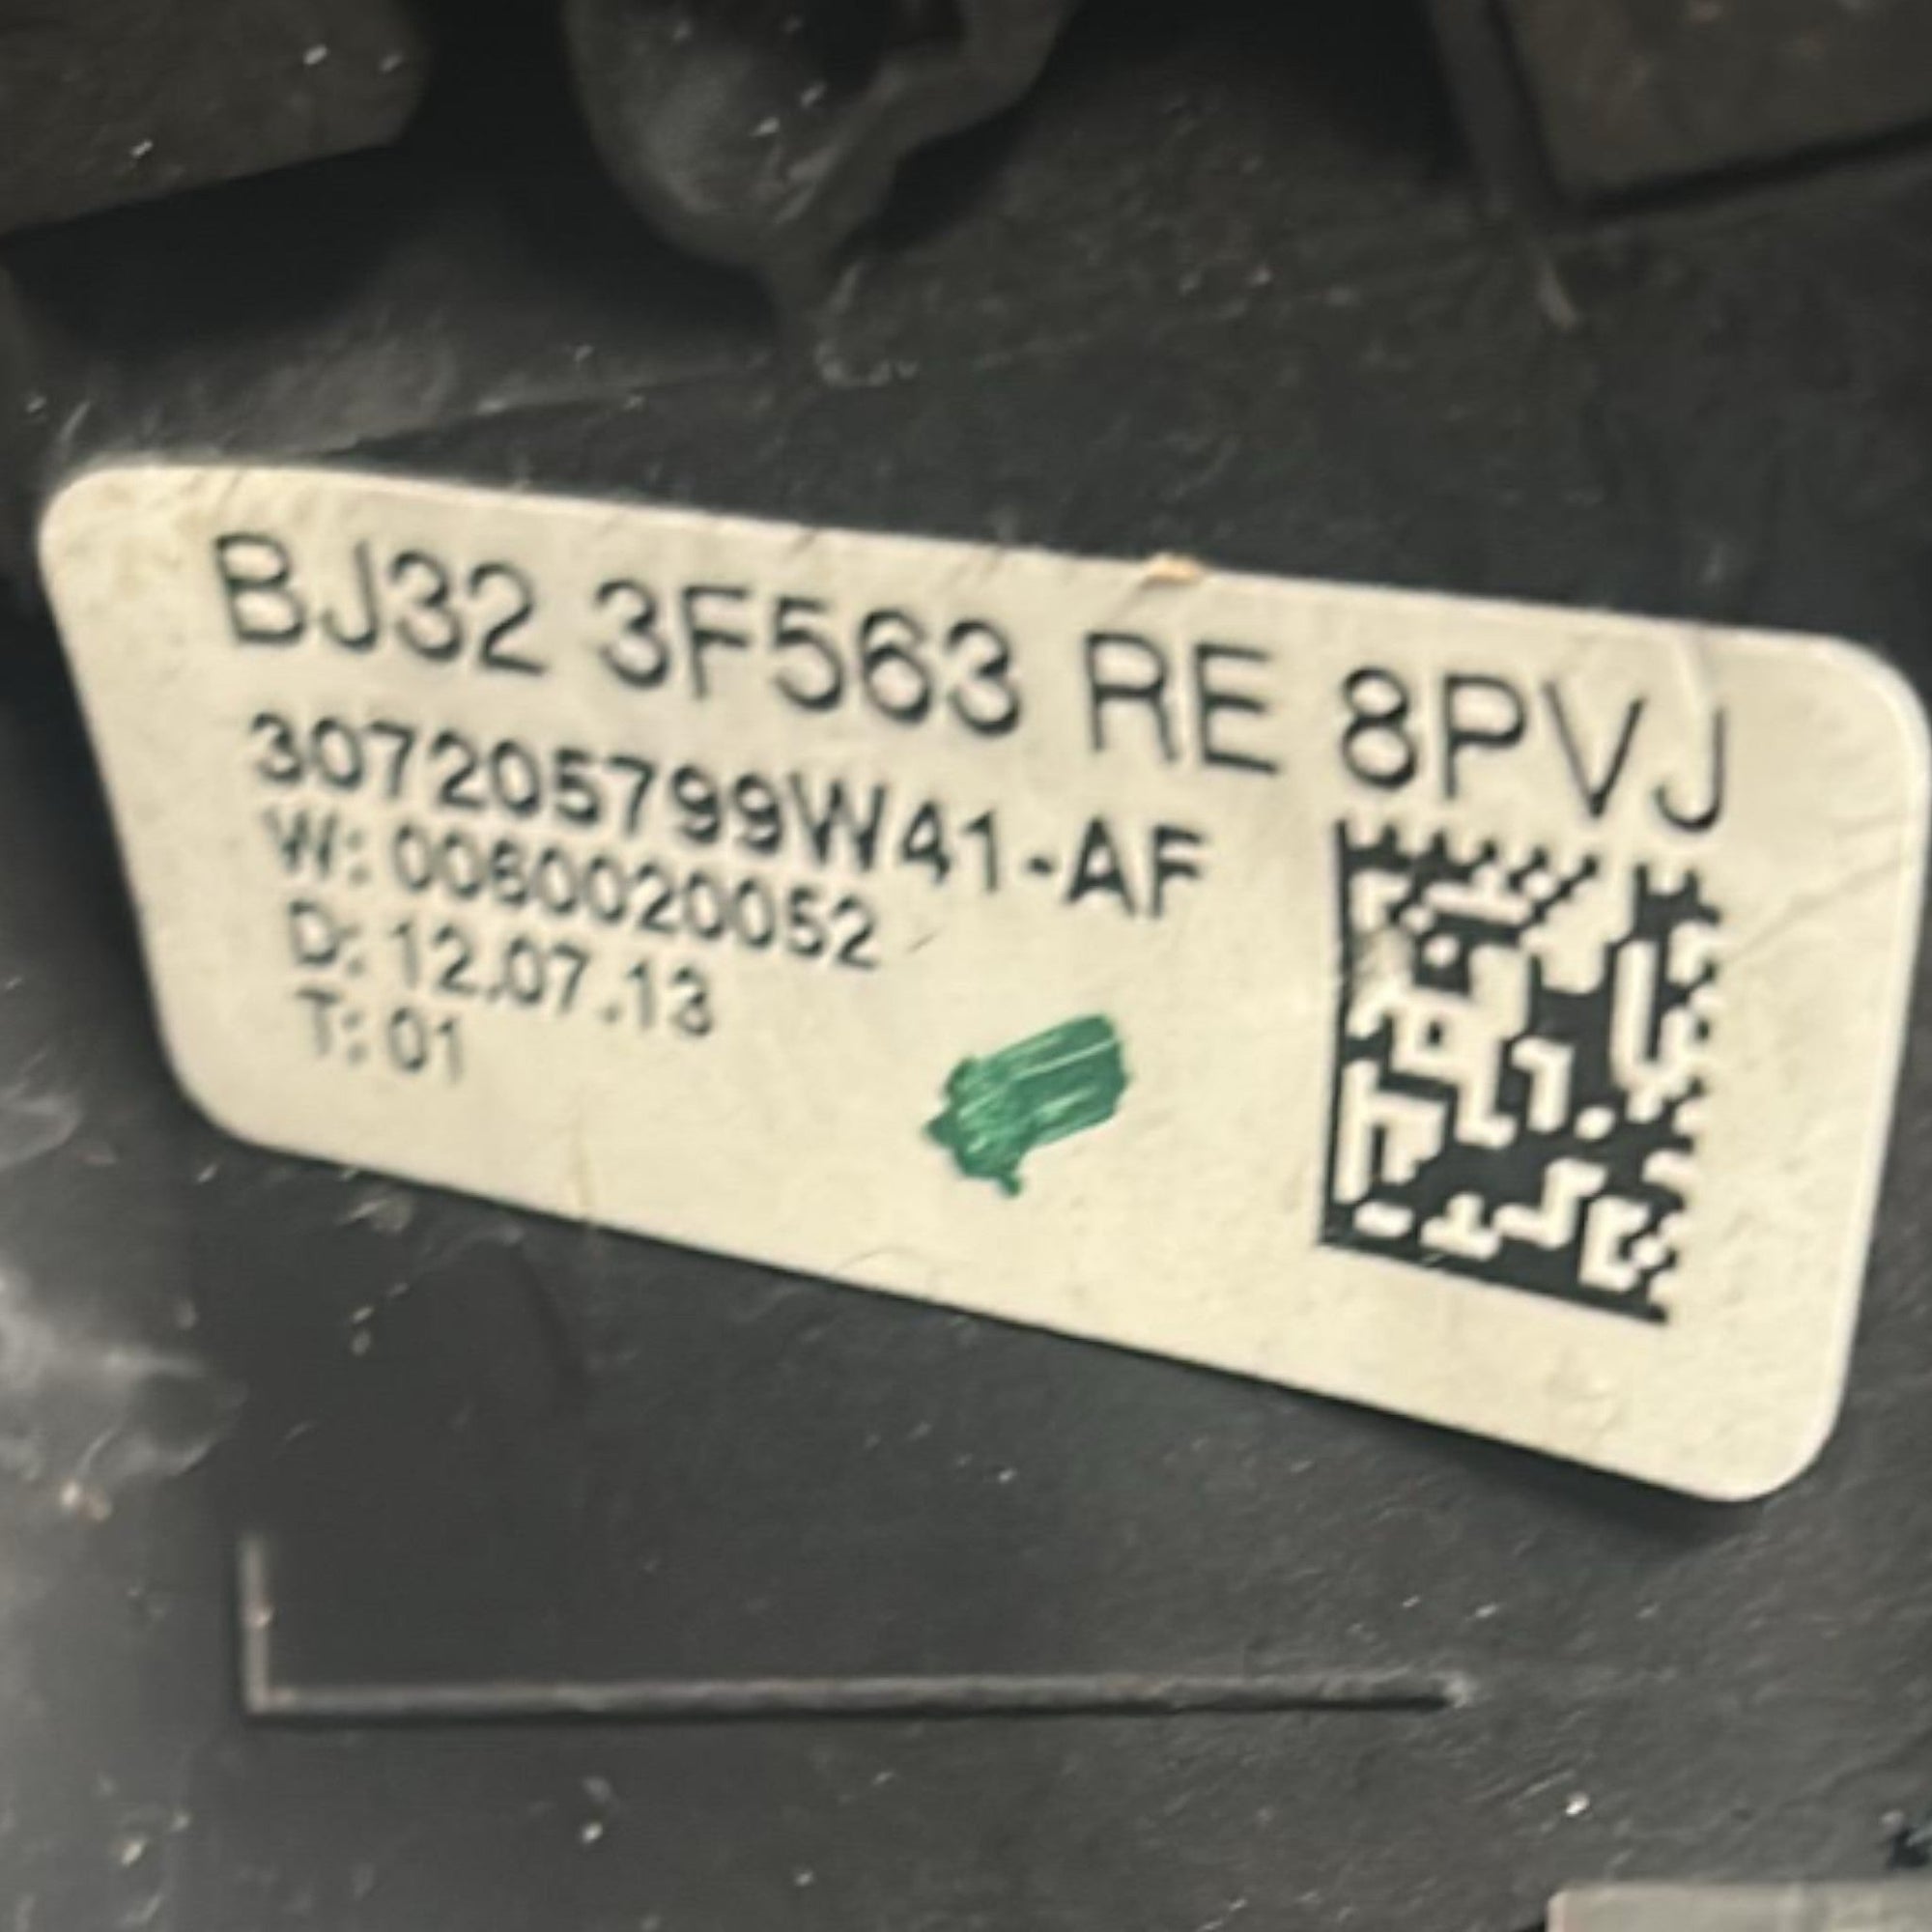 BJ32 3F563 RE 8PVJ
307205799W41-AF
W: 0060020052
D: 12.07.13
T: 01